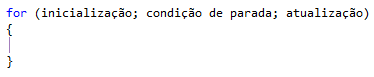 for (inicialização; condição de parada; atualização)
{
}